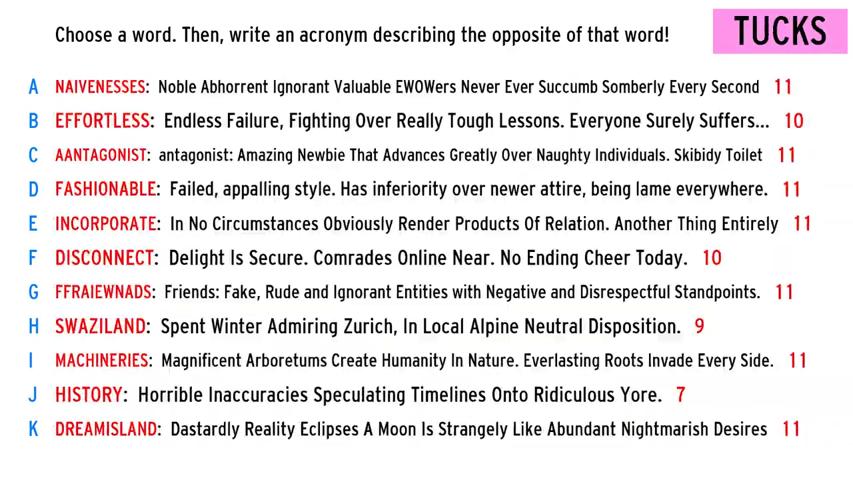 Choose a word. Then, write an acronym describing the opposite of that word!
TUCKS
A NAIVENESSES: Noble Abhorrent Ignorant Valuable EWOWers Never Ever Succumb Somberly Every Second 11
B EFFORTLESS: Endless Failure, Fighting Over Really Tough Lessons. Everyone Surely Suffers... 10
C AANTAGONIST: antagonist: Amazing Newbie That Advances Greatly Over Naughty Individuals. Skibidy Toilet 11
D FASHIONABLE: Failed, appalling style. Has inferiority over newer attire, being lame everywhere. 11
E INCORPORATE: In No Circumstances Obviously Render Products Of Relation. Another Thing Entirely 11
F DISCONNECT: Delight Is Secure. Comrades Online Near. No Ending Cheer Today. 10
G FFRAIEWNADS: Friends: Fake, Rude and Ignorant Entities with Negative and Disrespectful Standpoints. 11
H SWAZILAND: Spent Winter Admiring Zurich, In Local Alpine Neutral Disposition. 9
I MACHINERIES: Magnificent Arboretums Create Humanity In Nature. Everlasting Roots Invade Every Side. 11
J HISTORY: Horrible Inaccuracies Speculating Timelines Onto Ridiculous Yore. 7
K DREAMISLAND: Dastardly Reality Eclipses A Moon Is Strangely Like Abundant Nightmarish Desires 11